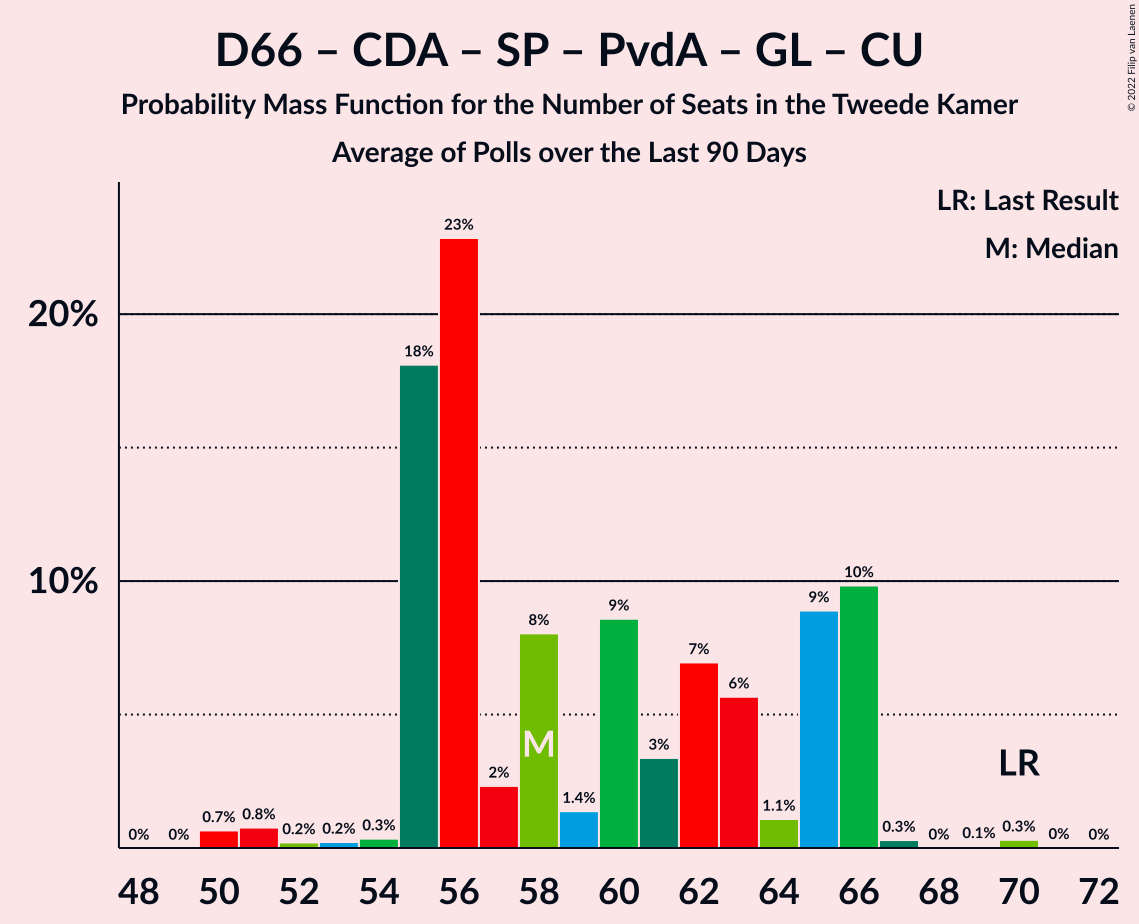 D66 – CDA – SP – PvdA – GL – CU
Probability Mass Function for the Number of Seats in the Tweede Kamer
Average of Polls over the Last 90 Days
© 2022 Filip van Laenen
LR: Last Result
M: Median
20%
10%
0% 0% 0.7% 0.8% 0.2% 0.2% 0.3% 18% 23% 2% 8% 1.4% 9% 3% 7% 6% 1.1% 9% 10% 0.3% 0% 0.1% 0.3% 0% 0%
M
LR
48 50 52 54 56 58 60 62 64 66 68 70 72